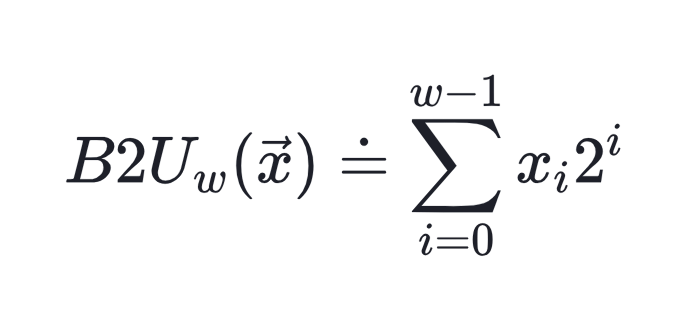 $B2U_w(\vec{x}) \doteq \sum_{i=0}^{w-1} x_i 2^i$